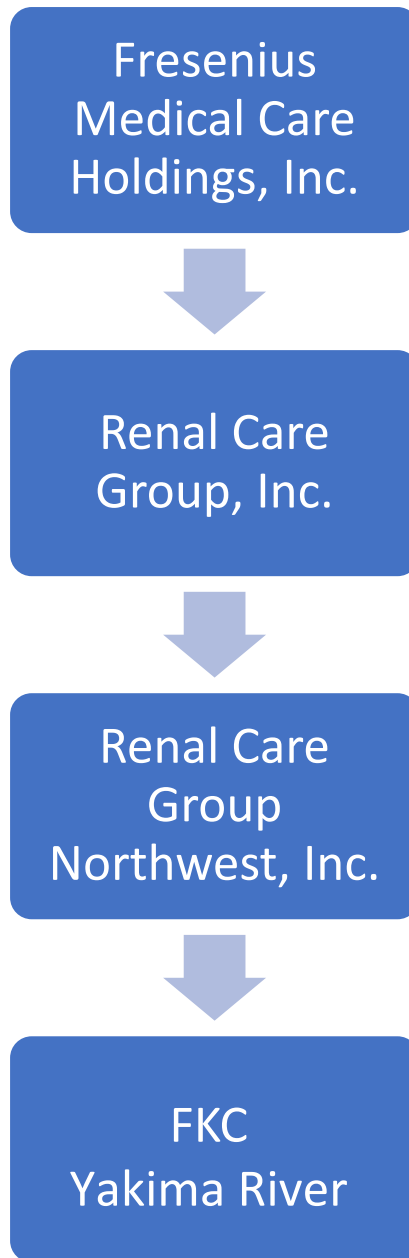 Fresenius
Medical Care
Holdings, Inc.
Renal Care
Group, Inc.
Renal Care
Group
Northwest, Inc.
FKC
Yakima River